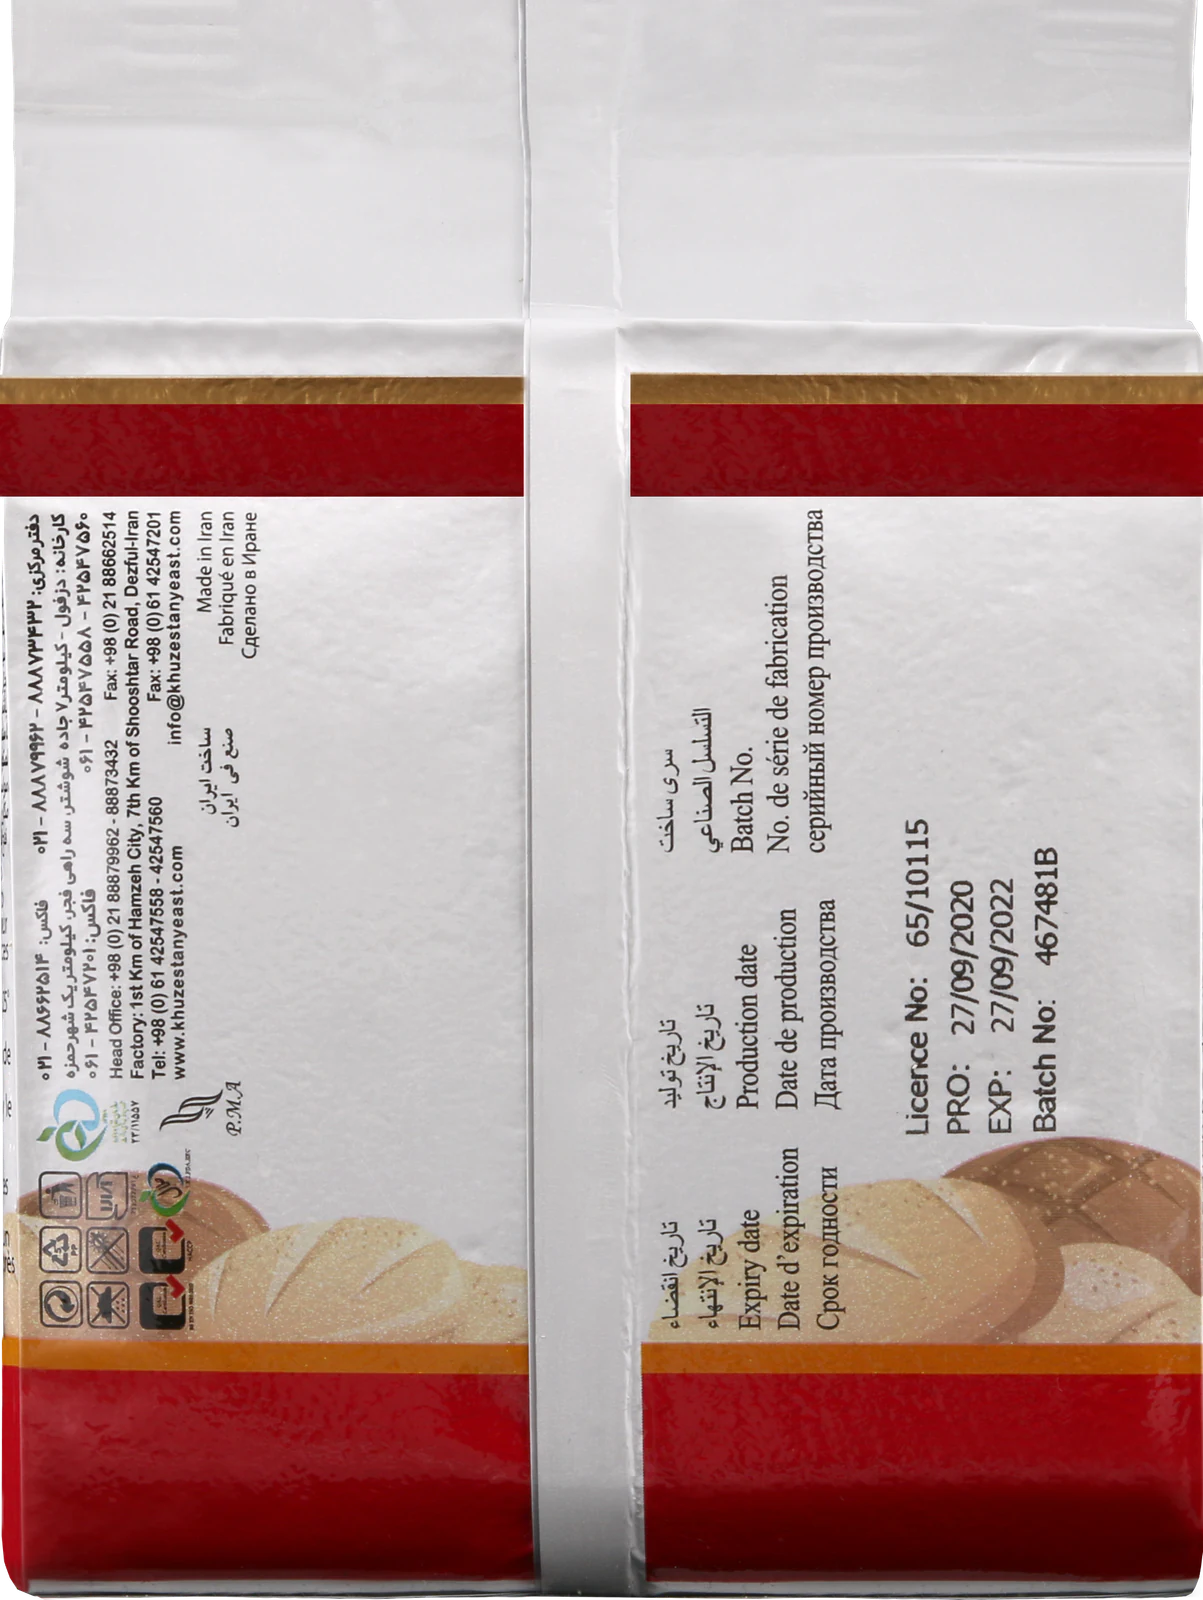 دفتر مرکزی: ۸۸۸۷۳۴۳۲ - ۸۸۸۷۹۹۶۲ - ۰۲۱ فاکس: ۸۸۶۶۲۵۱۴ - ۰۲۱
کارخانه: دزفول - کیلومتر ۷ جاده شوشتر، سه راهی فجر، کیلومتر یک شهر حمزه
۴۲۵۴۷۵۶۰ - ۴۲۵۴۷۵۵۸ - ۰۶۱ فاکس: ۴۲۵۴۷۲۰۱ - ۰۶۱
Head Office: +98 (0) 21 88879962 - 88873432 Fax: +98 (0) 21 88662514
Factory: 1st Km of Hamzeh City, 7th Km of Shooshtar Road, Dezful-Iran
Tel: +98 (0) 61 42547558 - 42547560 Fax: +98 (0) 61 42547201
www.khuzestanyeast.com info@khuzestanyeast.com
ساخت ایران Made in Iran
صنع في ايران Fabriqué en Iran
Сделано в Иране
P.M.A
PP
HACCP
تاریخ انقضاء تاریخ تولید سری ساخت
تاريخ الإنتهاء تاريخ الإنتاج التسلسل الصناعي
Expiry date Production date Batch No.
Date d'expiration Date de production No. de série de fabrication
Срок годности Дата производства серийный номер производства
Licence No: 65/10115
PRO: 27/09/2020
EXP: 27/09/2022
Batch No: 467481B